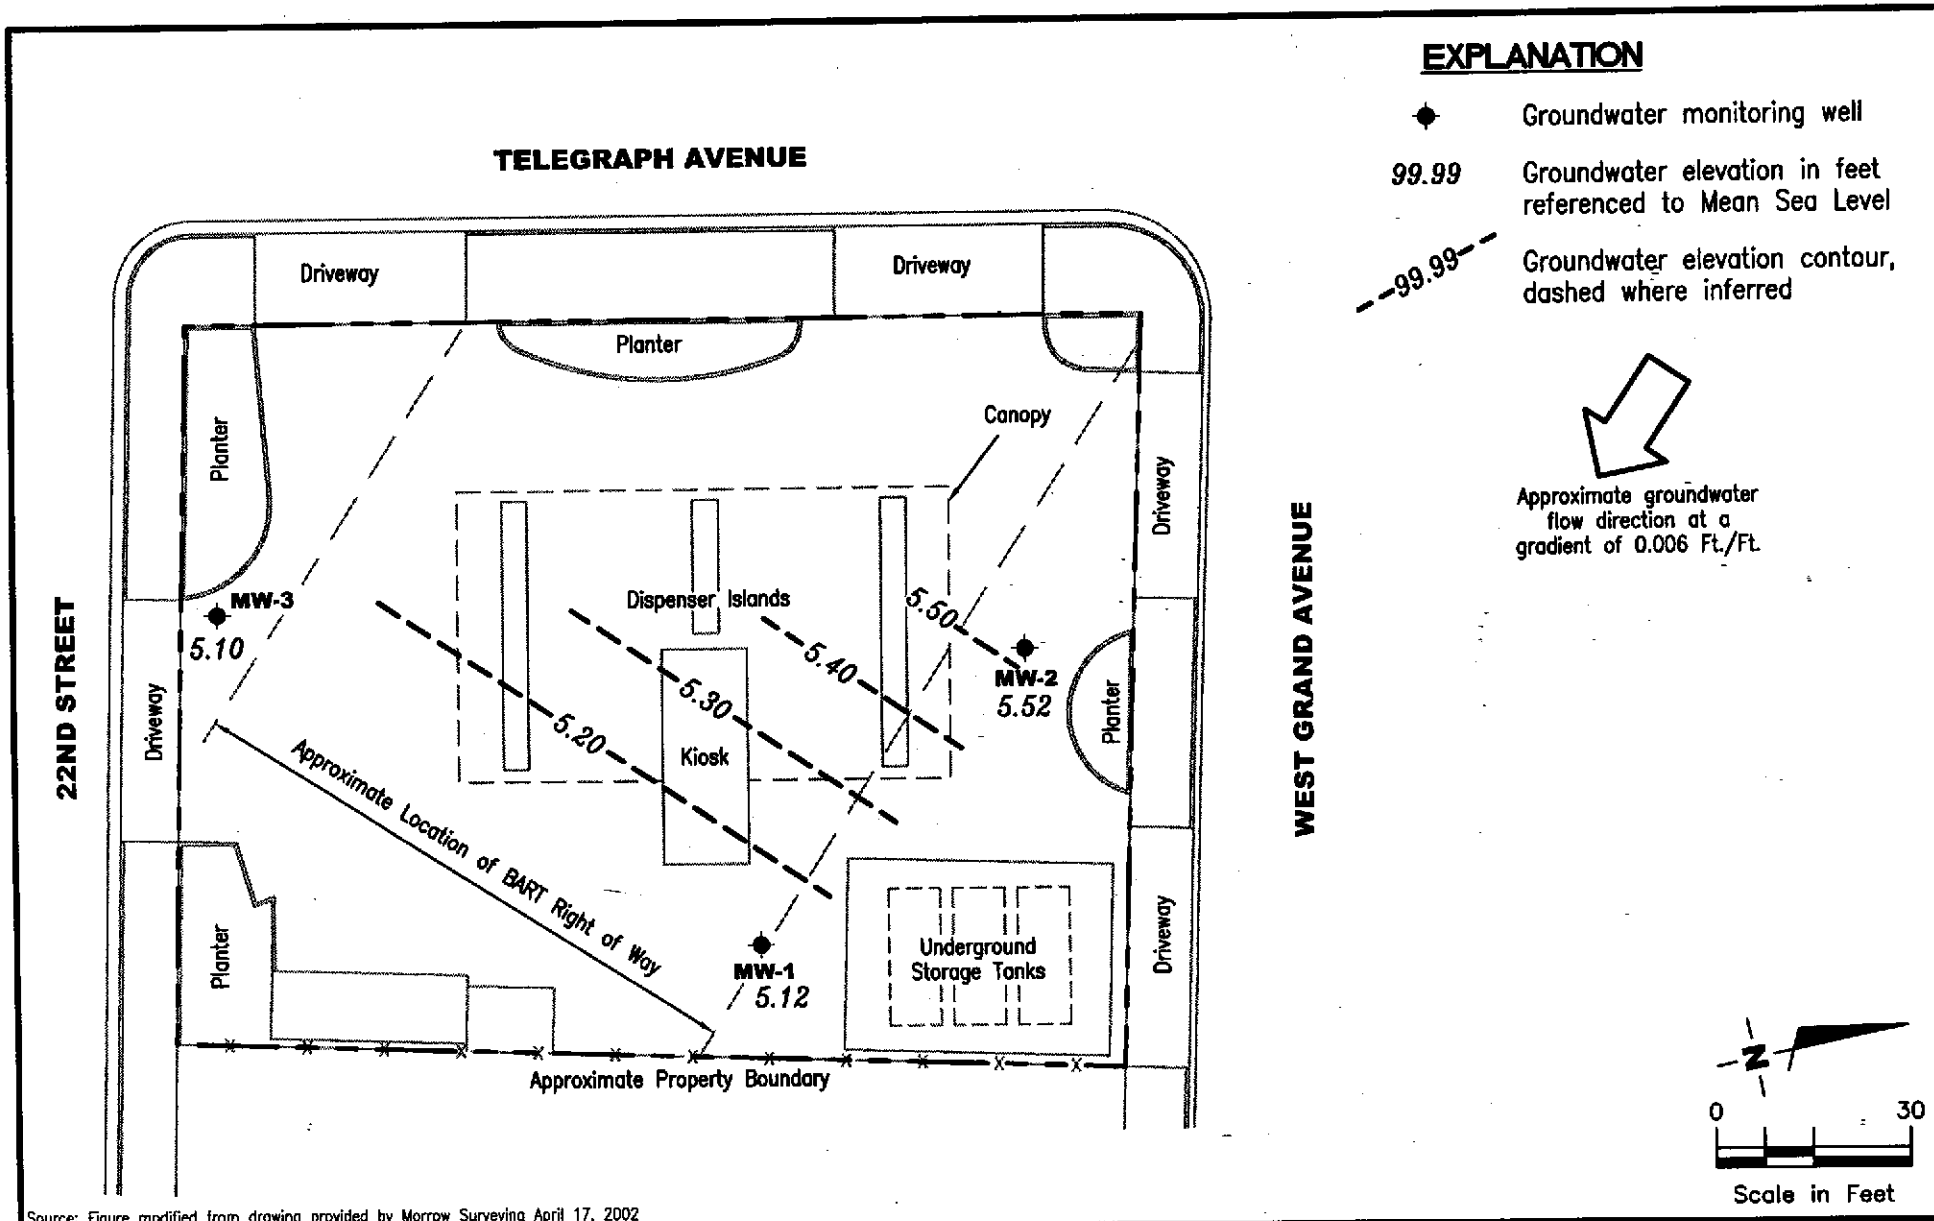 EXPLANATION
Groundwater monitoring well
99.99
Groundwater elevation in feet
referenced to Mean Sea Level
99.99
Groundwater elevation contour,
dashed where inferred
Approximate groundwater
flow direction at a
gradient of 0.006 Ft./Ft.
TELEGRAPH AVENUE
Driveway
Driveway
Planter
Planter
Canopy
Driveway
WEST GRAND AVENUE
22ND STREET
MW-3
5.10
Dispenser Islands
5.50
5.40
5.30
5.20
MW-2
5.52
Planter
Driveway
Kiosk
Approximate Location of BART Right of Way
Planter
MW-1
5.12
Underground
Storage Tanks
Driveway
Approximate Property Boundary
N
0 30
Scale in Feet
Source: Figure modified from drawing provided by Morrow Surveying April 17, 2002